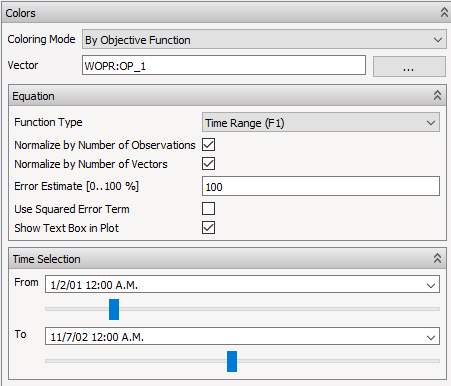 Colors
Coloring Mode By Objective Function
Vector WOPR:OP_1 ...
Equation
Function Type Time Range (F1)
Normalize by Number of Observations
Normalize by Number of Vectors
Error Estimate [0..100 %] 100
Use Squared Error Term
Show Text Box in Plot
Time Selection
From 1/2/01 12:00 A.M.
To 11/7/02 12:00 A.M.